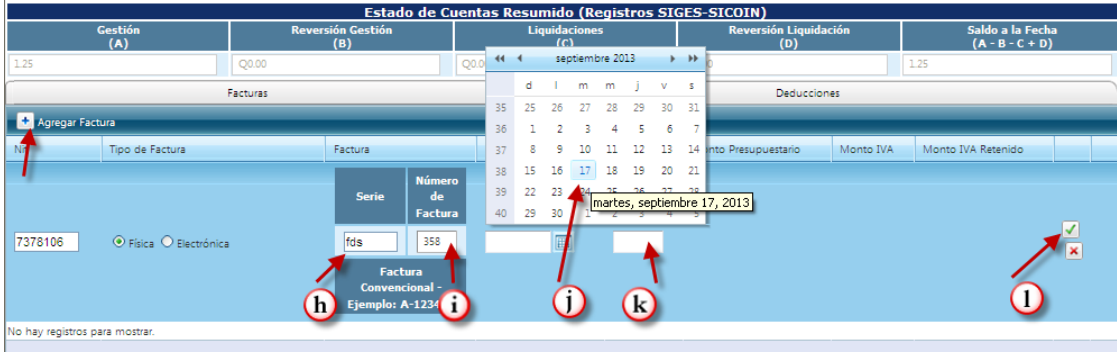 Estado de Cuentas Resumido (Registros SIGES-SICOIN)
Gestión
(A)
Reversión Gestión
(B)
Liquidaciones
(C)
Reversión Liquidación
(D)
Saldo a la Fecha
(A - B - C + D)
1.25
Q0.00
1.25
septiembre 2013
d l m m j v s
35 25 26 27 28 29 30 31
36 1 2 3 4 5 6 7
37 8 9 10 11 12 13 14
38 15 16 17 18 19 20 21
39 22 23 24 25 26 27 28
40 29 30 1 2 3 4 5
martes, septiembre 17, 2013
Facturas
Deducciones
Agregar Factura
Tipo de Factura
Factura
Presupuestario
Monto IVA
Monto IVA Retenido
Serie
Número
de
Factura
7378106
Física
Electrónica
fds
358
Factura
Convencional -
Ejemplo: A-1234
h
i
j
k
l
No hay registros para mostrar.